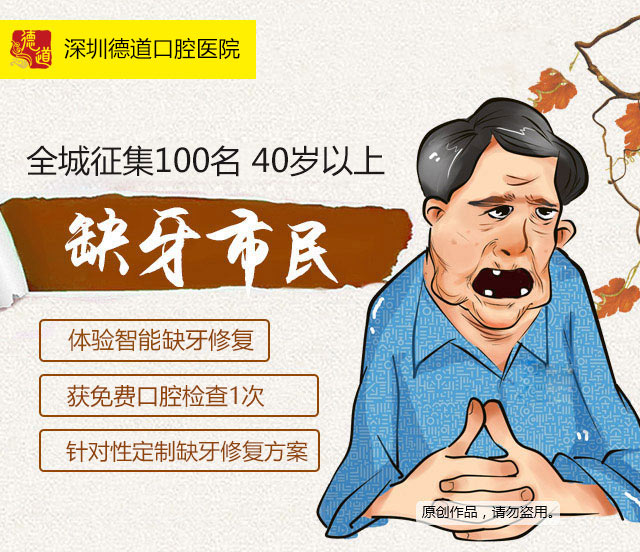 德道
深圳德道口腔医院
全城征集100名 40岁以上
缺牙市民
体验智能缺牙修复
获免费口腔检查1次
针对性定制缺牙修复方案
原创作品，请勿盗用。